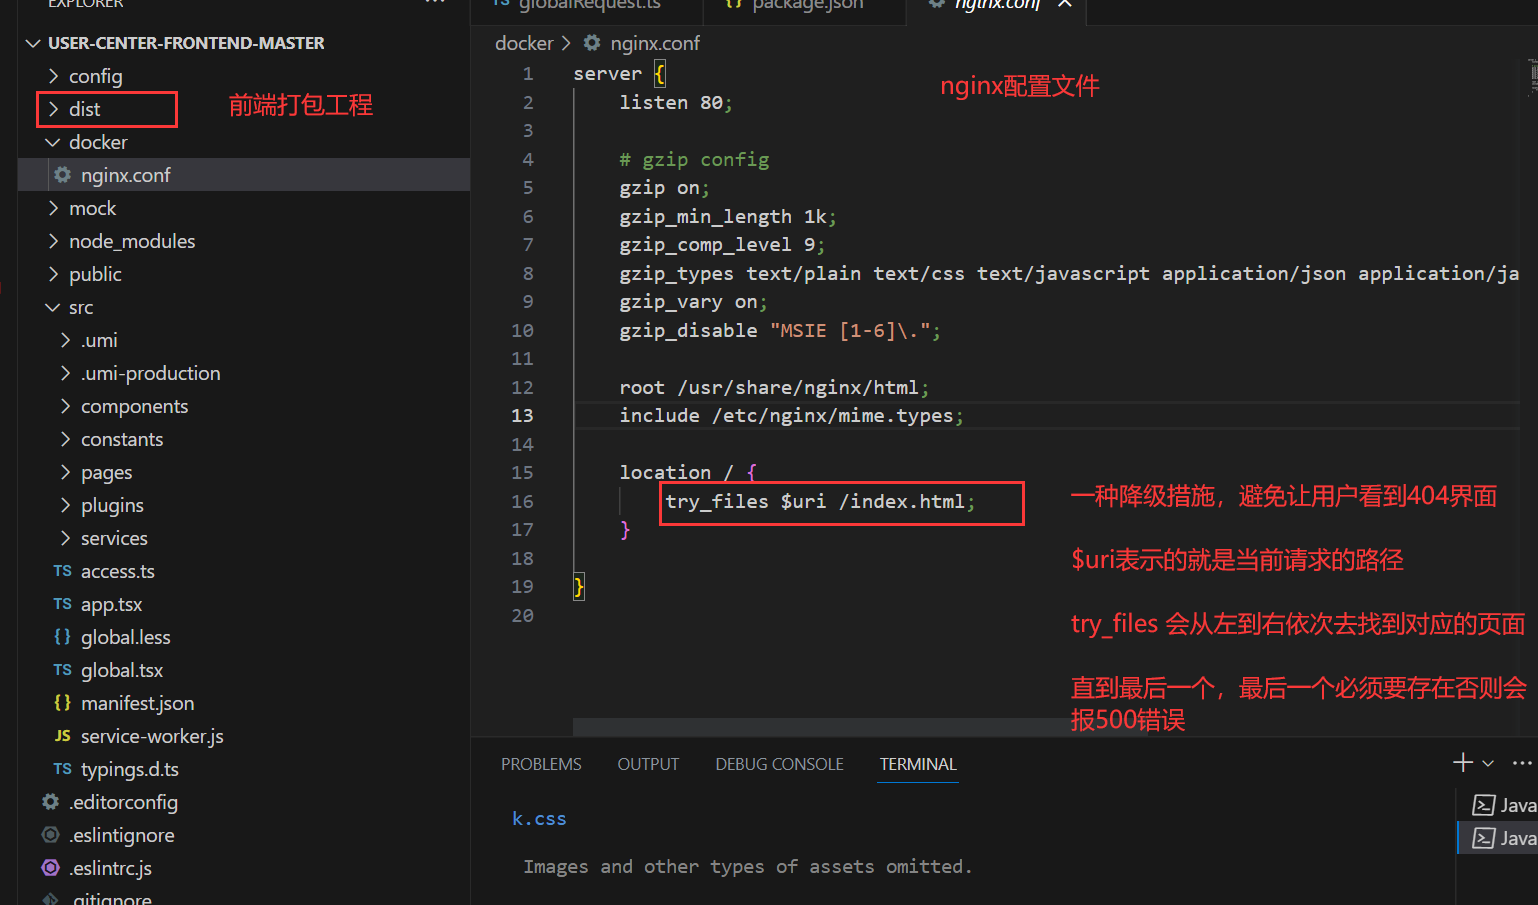 EXPLORER
USER-CENTER-FRONTEND-MASTER
config
dist
前端打包工程
docker
nginx.conf
mock
node_modules
public
src
.umi
.umi-production
components
constants
pages
plugins
services
TS access.ts
TS app.tsx
{} global.less
TS global.tsx
{} manifest.json
JS service-worker.js
TS typings.d.ts
.editorconfig
.eslintignore
.eslintrc.js
.gitignore
TS globalRequest.ts
{} package.json
nginx.conf
docker > nginx.conf
nginx配置文件
1 server {
2 listen 80;
3
4 # gzip config
5 gzip on;
6 gzip_min_length 1k;
7 gzip_comp_level 9;
8 gzip_types text/plain text/css text/javascript application/json application/ja
9 gzip_vary on;
10 gzip_disable "MSIE [1-6]\.";
11
12 root /usr/share/nginx/html;
13 include /etc/nginx/mime.types;
14
15 location / {
16 try_files $uri /index.html;
17 }
18
19 }
20
一种降级措施，避免让用户看到404界面
$uri表示的就是当前请求的路径
try_files 会从左到右依次去找到对应的页面
直到最后一个，最后一个必须要存在否则会
报500错误
PROBLEMS OUTPUT DEBUG CONSOLE TERMINAL
k.css
Images and other types of assets omitted.
Java
Java